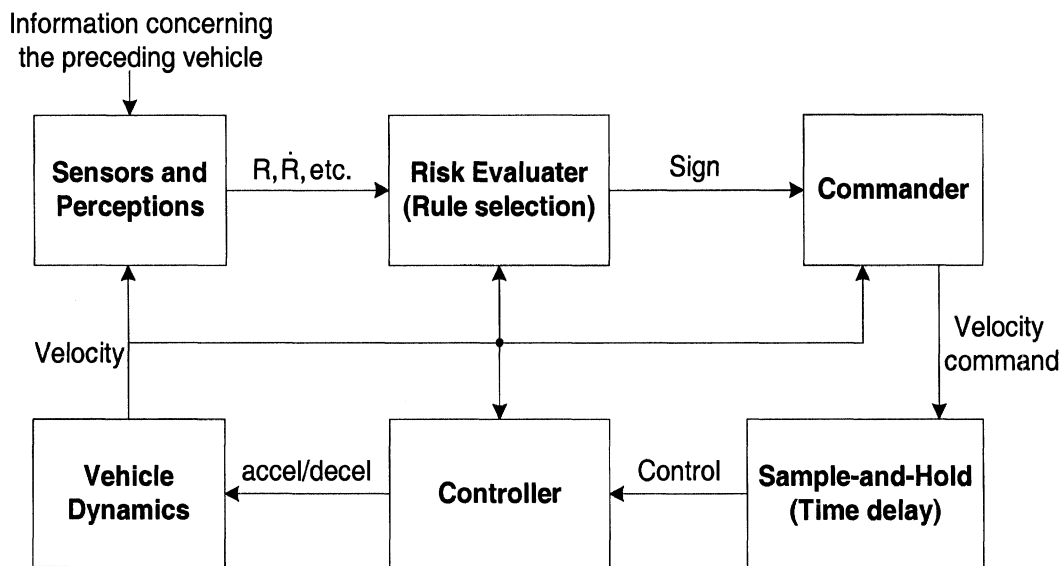 Information concerning
the preceding vehicle
Sensors and
Perceptions
R, Ṙ, etc.
Risk Evaluater
(Rule selection)
Sign
Commander
Velocity
Velocity
command
Vehicle
Dynamics
accel/decel
Controller
Control
Sample-and-Hold
(Time delay)